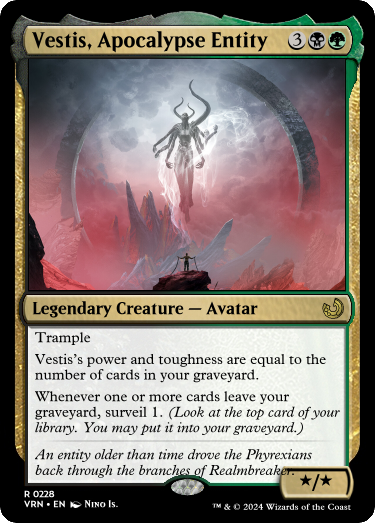 Vestis, Apocalypse Entity 3
Legendary Creature — Avatar
Trample
Vestis's power and toughness are equal to the
number of cards in your graveyard.
Whenever one or more cards leave your
graveyard, surveil 1. (Look at the top card of your
library. You may put it into your graveyard.)
An entity older than time drove the Phyrexians
back through the branches of Realmbreaker.
★/★
R 0228
VRN • EN Nino Is.
™ & © 2024 Wizards of the Coast